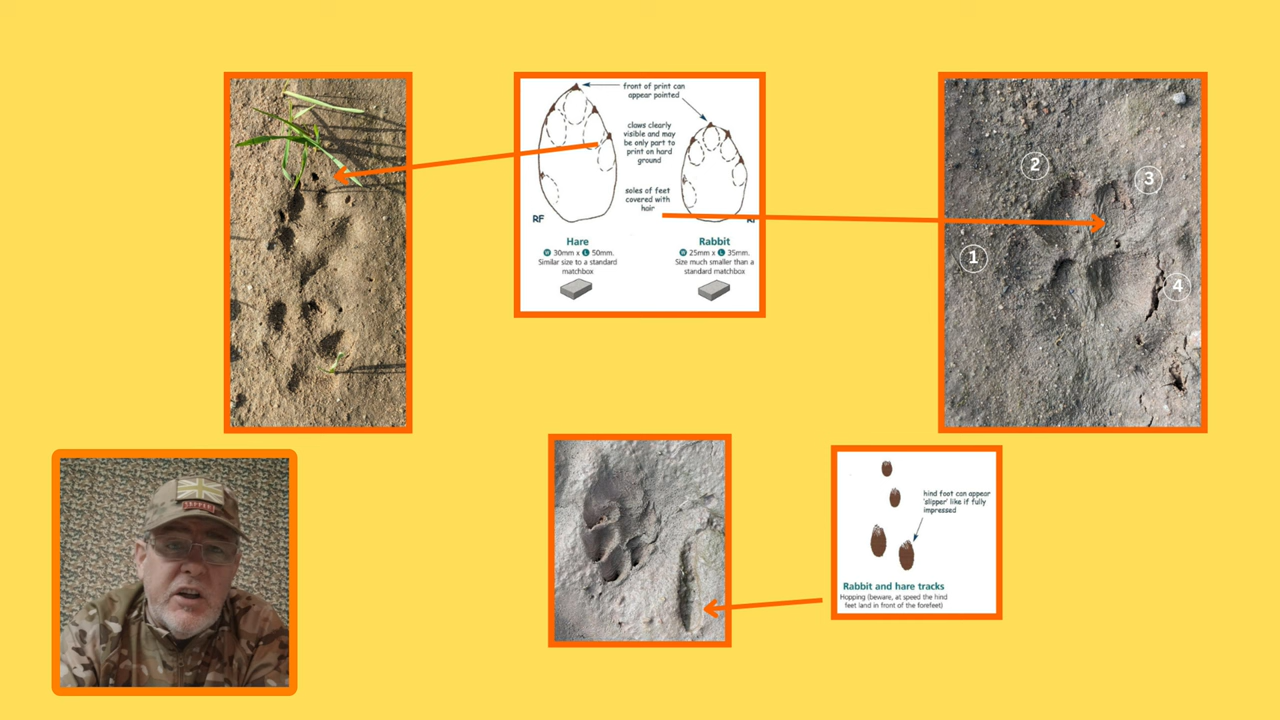 front of print can
appear pointed
claws clearly
visible and may
be only part to
print on hard
ground
soles of feet
covered with
hair
RF
Hare
W 30mm x L 50mm.
Similar size to a standard
matchbox
Rabbit
W 25mm x L 35mm.
Size much smaller than a
standard matchbox
2
3
1
4
hind foot can appear
'slipper' like if fully
impressed
Rabbit and hare tracks
Hopping (beware, at speed the hind
feet land in front of the forefeet)